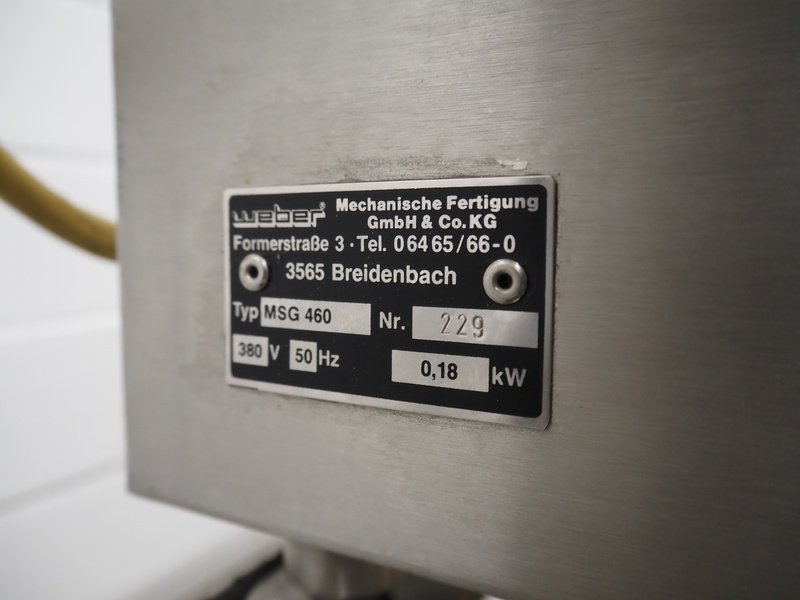 weber® Mechanische Fertigung
GmbH & Co. KG
Formerstraße 3 · Tel. 06465/66-0
3565 Breidenbach
Typ MSG 460 Nr. 229
380 V 50 Hz 0,18 kW